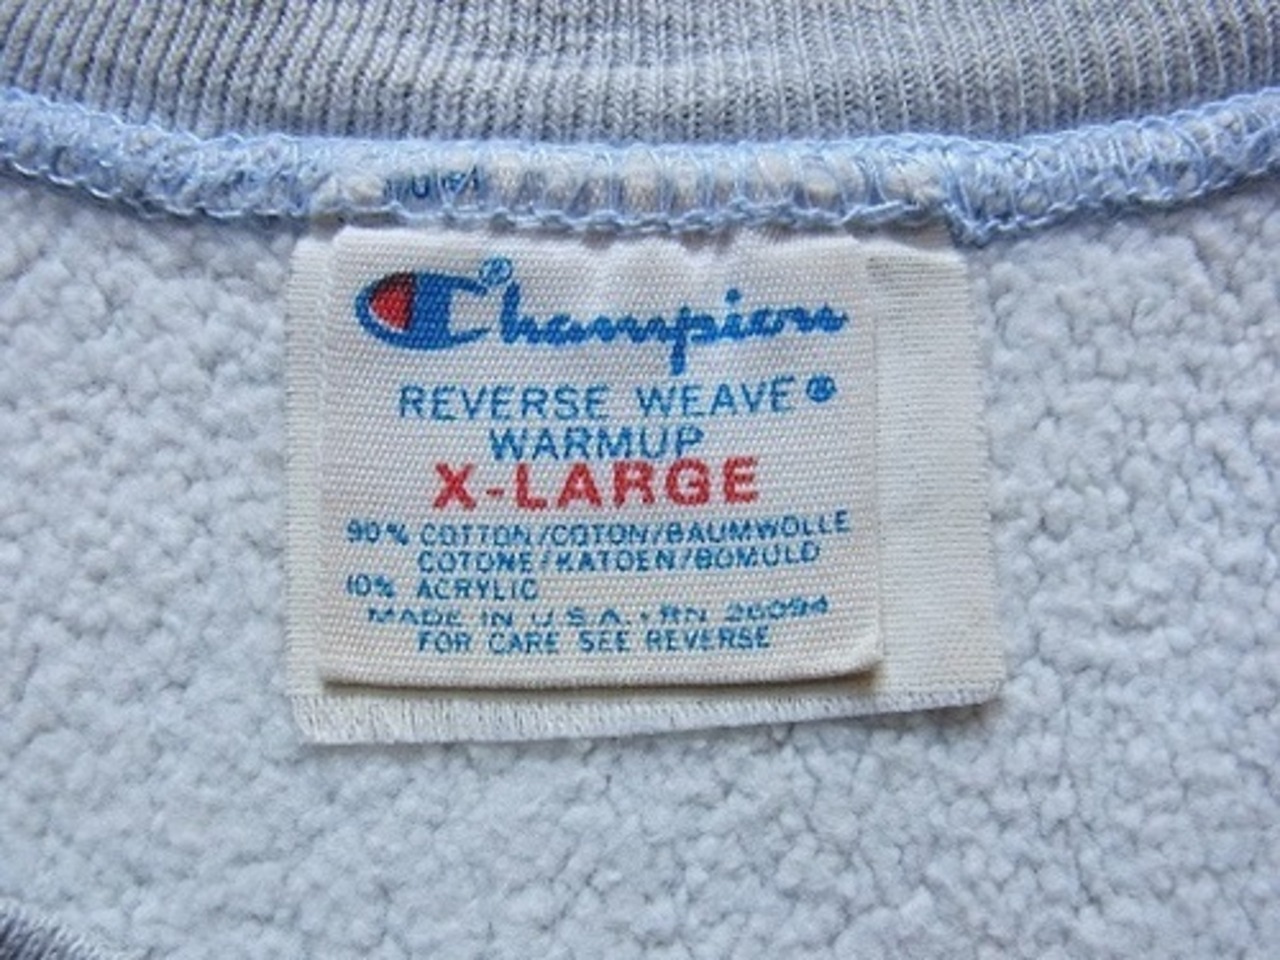 Champion®
REVERSE WEAVE®
WARMUP
X-LARGE
90% COTTON/COTON/BAUMWOLLE
COTONE/KATOEN/BOMULD
10% ACRYLIC
MADE IN U.S.A. · RN 26094
FOR CARE SEE REVERSE